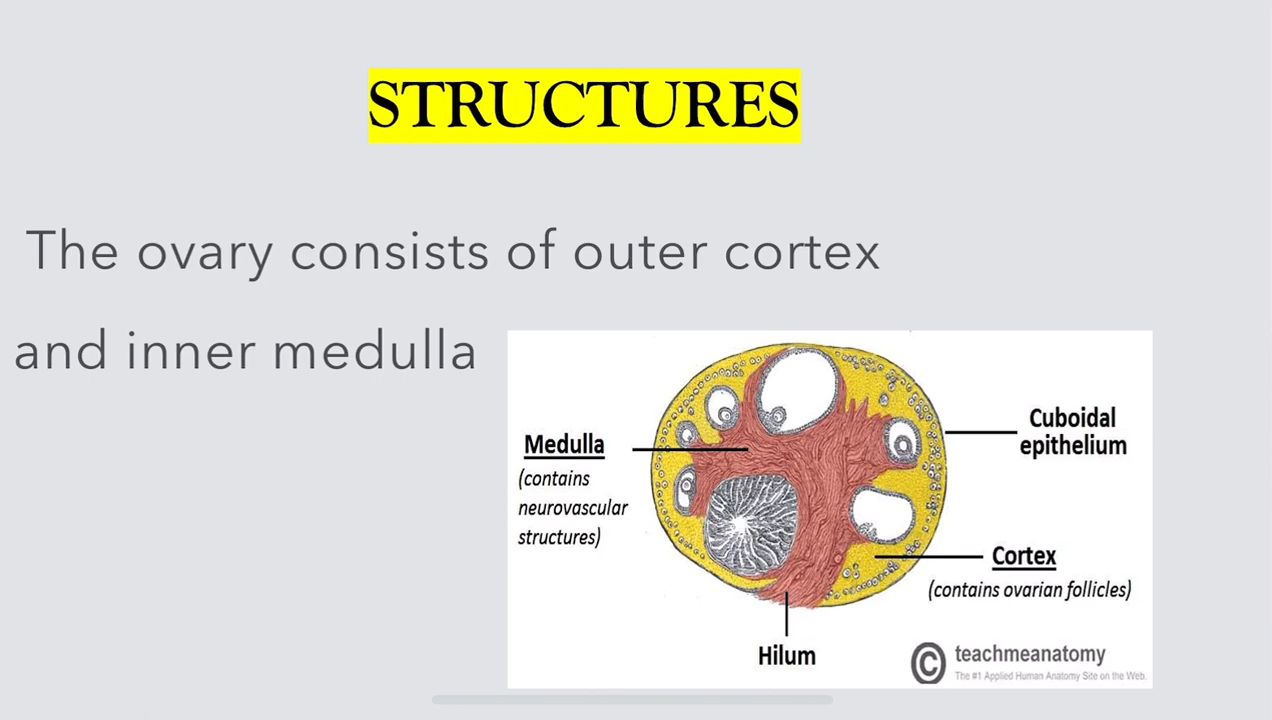 STRUCTURES
The ovary consists of outer cortex
and inner medulla
Medulla
(contains
neurovascular
structures)
Cuboidal
epithelium
Cortex
(contains ovarian follicles)
Hilum
© teachmeanatomy
The #1 Applied Human Anatomy Site on the Web.